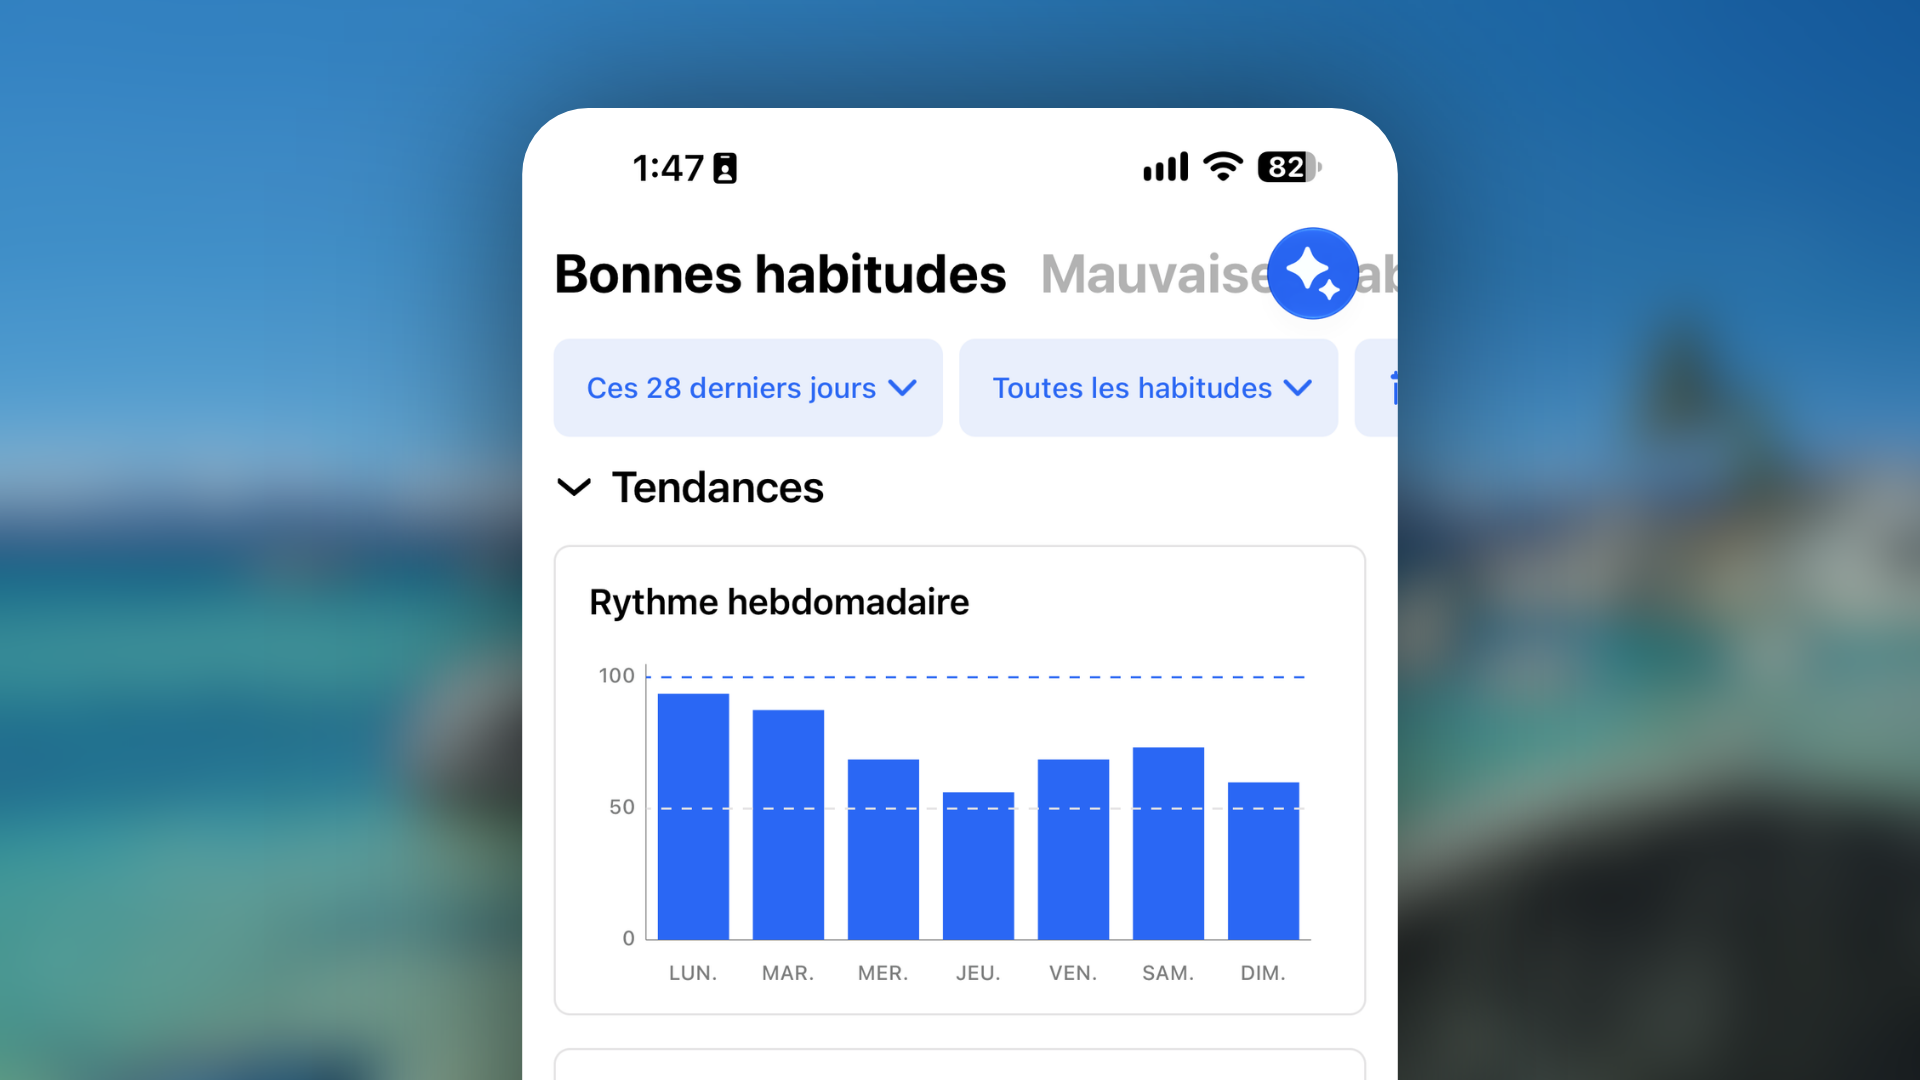 1:47 82
Bonnes habitudes Mauvaise
Ces 28 derniers jours Toutes les habitudes
Tendances
Rythme hebdomadaire
100
50
0
LUN. MAR. MER. JEU. VEN. SAM. DIM.